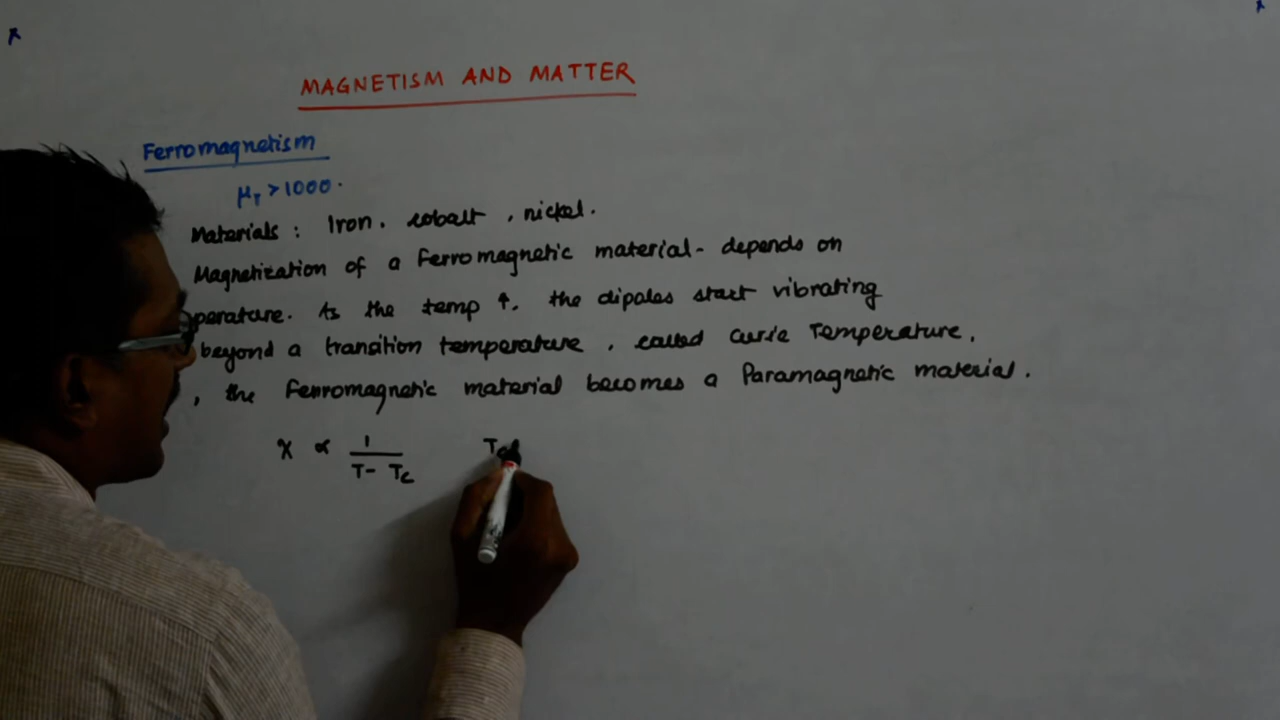 MAGNETISM AND MATTER
Ferromagnetism
μr > 1000.
Materials : Iron, cobalt, nickel.
Magnetization of a Ferromagnetic material depends on
perature. As the temp ↑, the dipoles start vibrating
beyond a transition temperature, called Curie Temperature,
, the Ferromagnetic material becomes a Paramagnetic material.
χ ∝ 1/(T - Tc) Tc